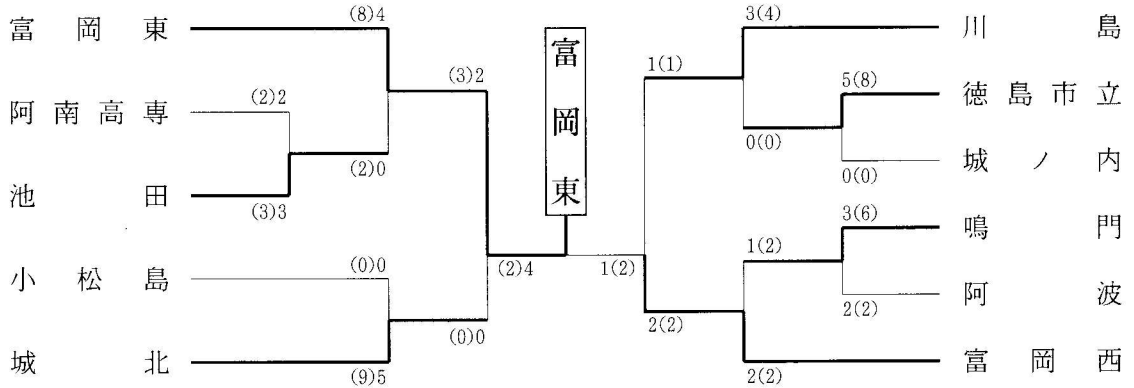 富岡東
(8)4
(3)2
阿南高専
(2)2
(2)0
池田
(3)3
小松島
(0)0
(0)0
城北
(9)5
(2)4
富岡東
1(2)
3(4)
川島
1(1)
5(8)
徳島市立
0(0)
城ノ内
0(0)
3(6)
鳴門
1(2)
阿波
2(2)
2(2)
富岡西
2(2)